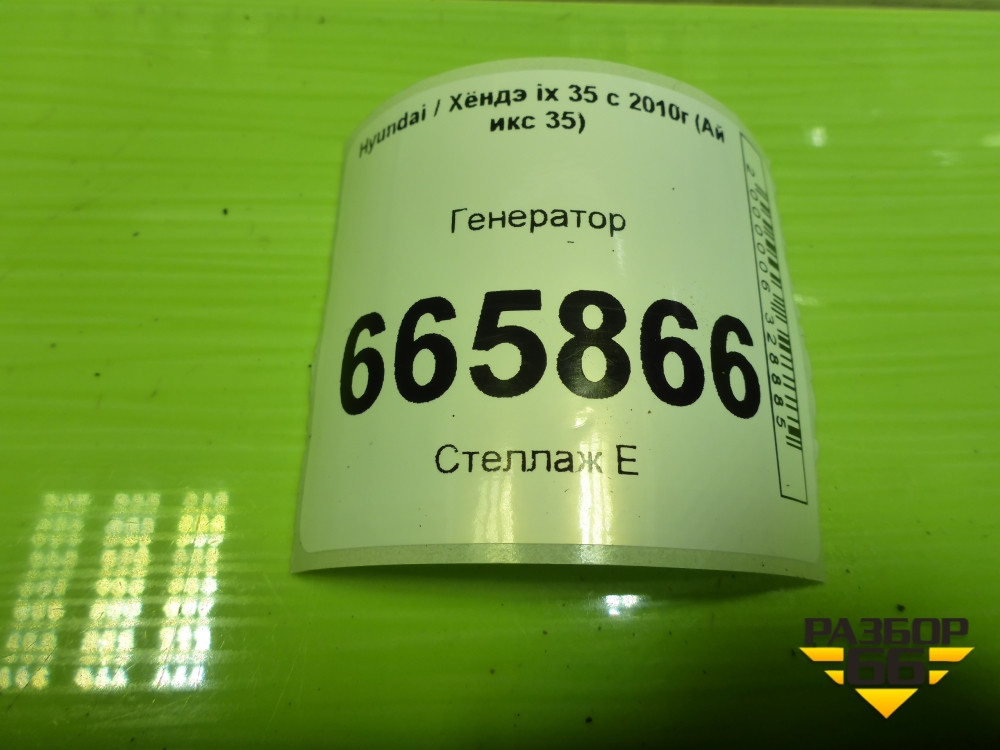 Hyundai / Хёндэ ix 35 с 2010г (Ай
икс 35)
Генератор
665866
Стеллаж Е
2000006328885
РАЗБОР
66